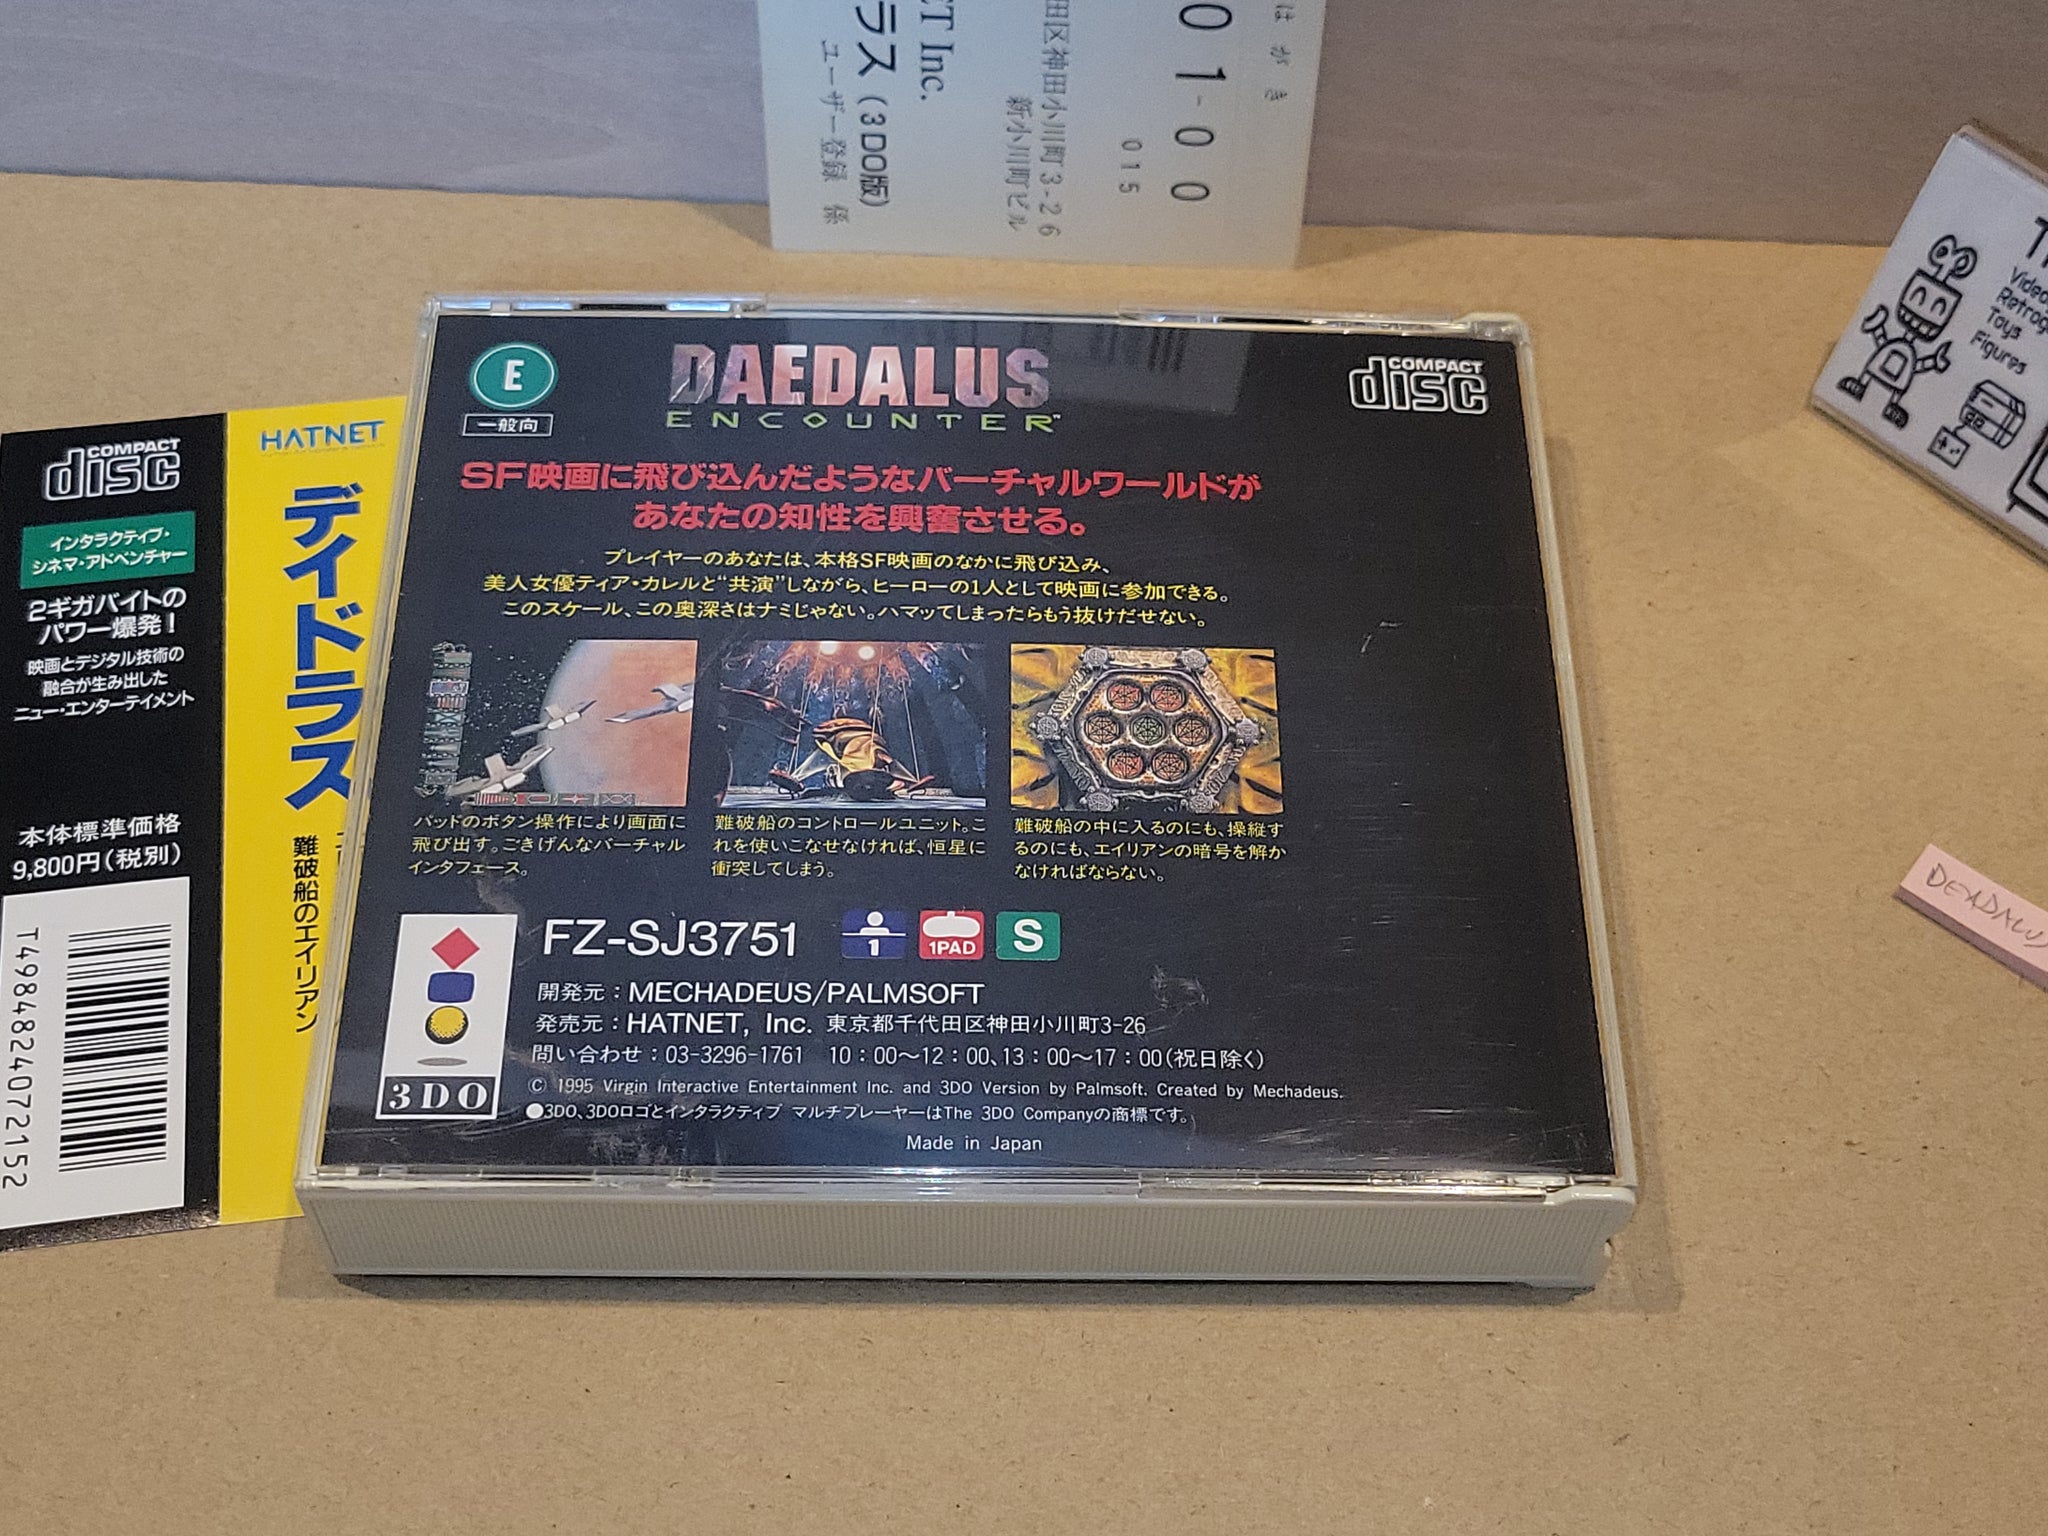 はがき
01-00
015
田区神田小川町3-26
新小川町ビル
ET Inc.
ラス(3DO版)
ユーザー登録 係
Video
Toys
Figures
DEADALUS
COMPACT
disc
インタラクティブ・
シネマ・アドベンチャー
2ギガバイトの
パワー爆発!
映画とデジタル技術の
融合が生み出した
ニュー・エンターテイメント
本体標準価格
9,800円(税別)
T4984824072152
HATNET
デイドラス
難破船のエイリアン
E
一般向
DAEDALUS
ENCOUNTER™
COMPACT
disc
SF映画に飛び込んだようなバーチャルワールドが
あなたの知性を興奮させる。
プレイヤーのあなたは、本格SF映画のなかに飛び込み、
美人女優ティア・カレルと“共演”しながら、ヒーローの1人として映画に参加できる。
このスケール、この奥深さはナミじゃない。ハマッてしまったらもう抜けだせない。
パッドのボタン操作により画面に
飛び出す。ごきげんなバーチャル
インタフェース。
難破船のコントロールユニット。こ
れを使いこなせなければ、恒星に
衝突してしまう。
難破船の中に入るのにも、操縦す
るのにも、エイリアンの暗号を解か
なければならない。
3DO
FZ-SJ3751
1
1PAD
S
開発元:MECHADEUS/PALMSOFT
発売元:HATNET, Inc. 東京都千代田区神田小川町3-26
問い合わせ:03-3296-1761 10:00〜12:00、13:00〜17:00(祝日除く)
© 1995 Virgin Interactive Entertainment Inc. and 3DO Version by Palmsoft. Created by Mechadeus.
●3DO、3DOロゴとインタラクティブ マルチプレーヤーはThe 3DO Companyの商標です。
Made in Japan